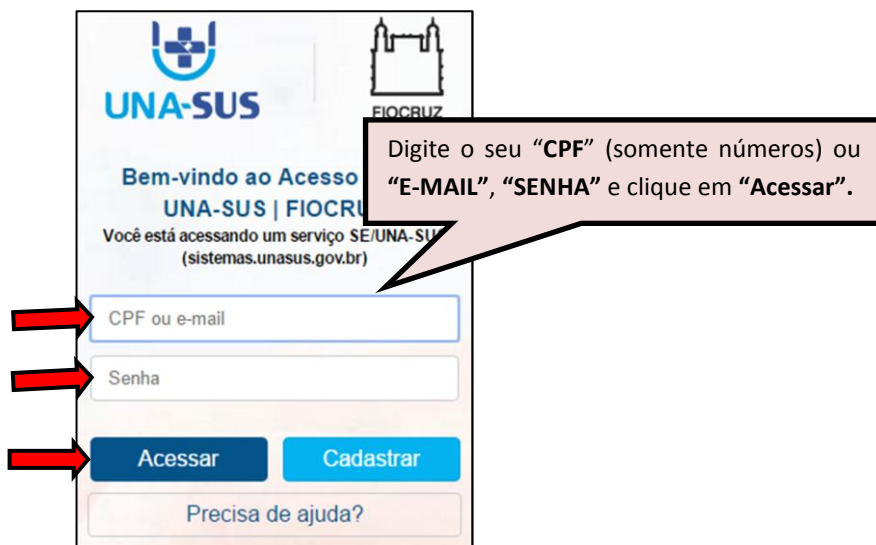 UNA-SUS
FIOCRUZ
Digite o seu “CPF” (somente números) ou
“E-MAIL”, “SENHA” e clique em “Acessar”.
Bem-vindo ao Acesso
UNA-SUS | FIOCRU
Você está acessando um serviço SE/UNA-SU
(sistemas.unasus.gov.br)
CPF ou e-mail
Senha
Acessar
Cadastrar
Precisa de ajuda?